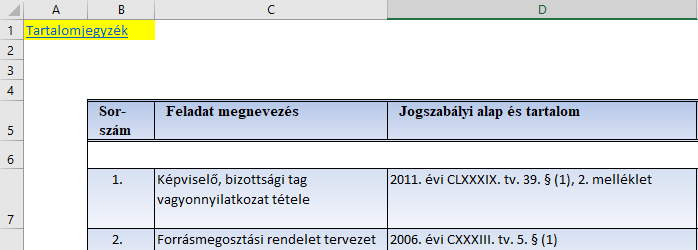 A B C D
1 Tartalomjegyzék
2
3
4
5 Sor-szám Feladat megnevezés Jogszabályi alap és tartalom
6
7 1. Képviselő, bizottsági tag vagyonnyilatkozat tétele 2011. évi CLXXXIX. tv. 39. § (1), 2. melléklet
2. Forrásmegosztási rendelet tervezet 2006. évi CXXXIII. tv. 5. § (1)